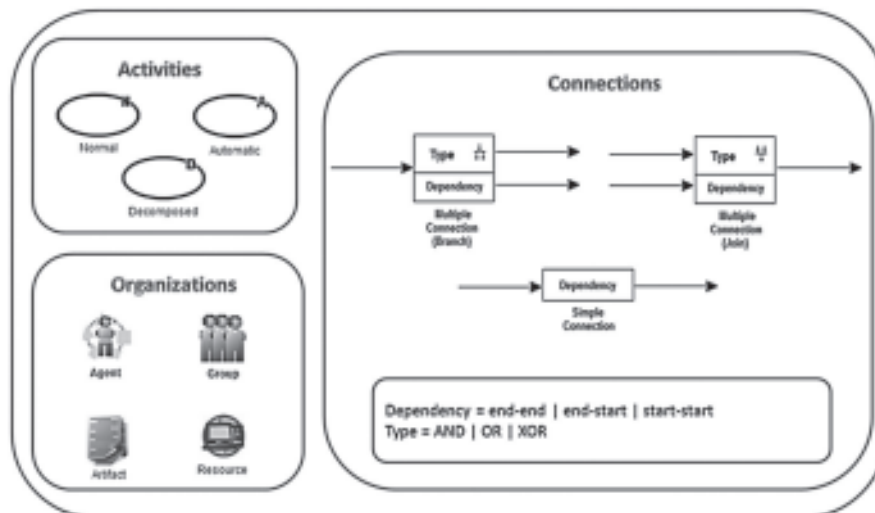 Activities
N
Normal
A
Automatic
D
Decomposed
Organizations
Agent
Group
Artifact
Resource
Connections
Type
Dependency
Multiple
Connection
(Branch)
Type
Dependency
Multiple
Connection
(Join)
Dependency
Simple
Connection
Dependency = end-end | end-start | start-start
Type = AND | OR | XOR